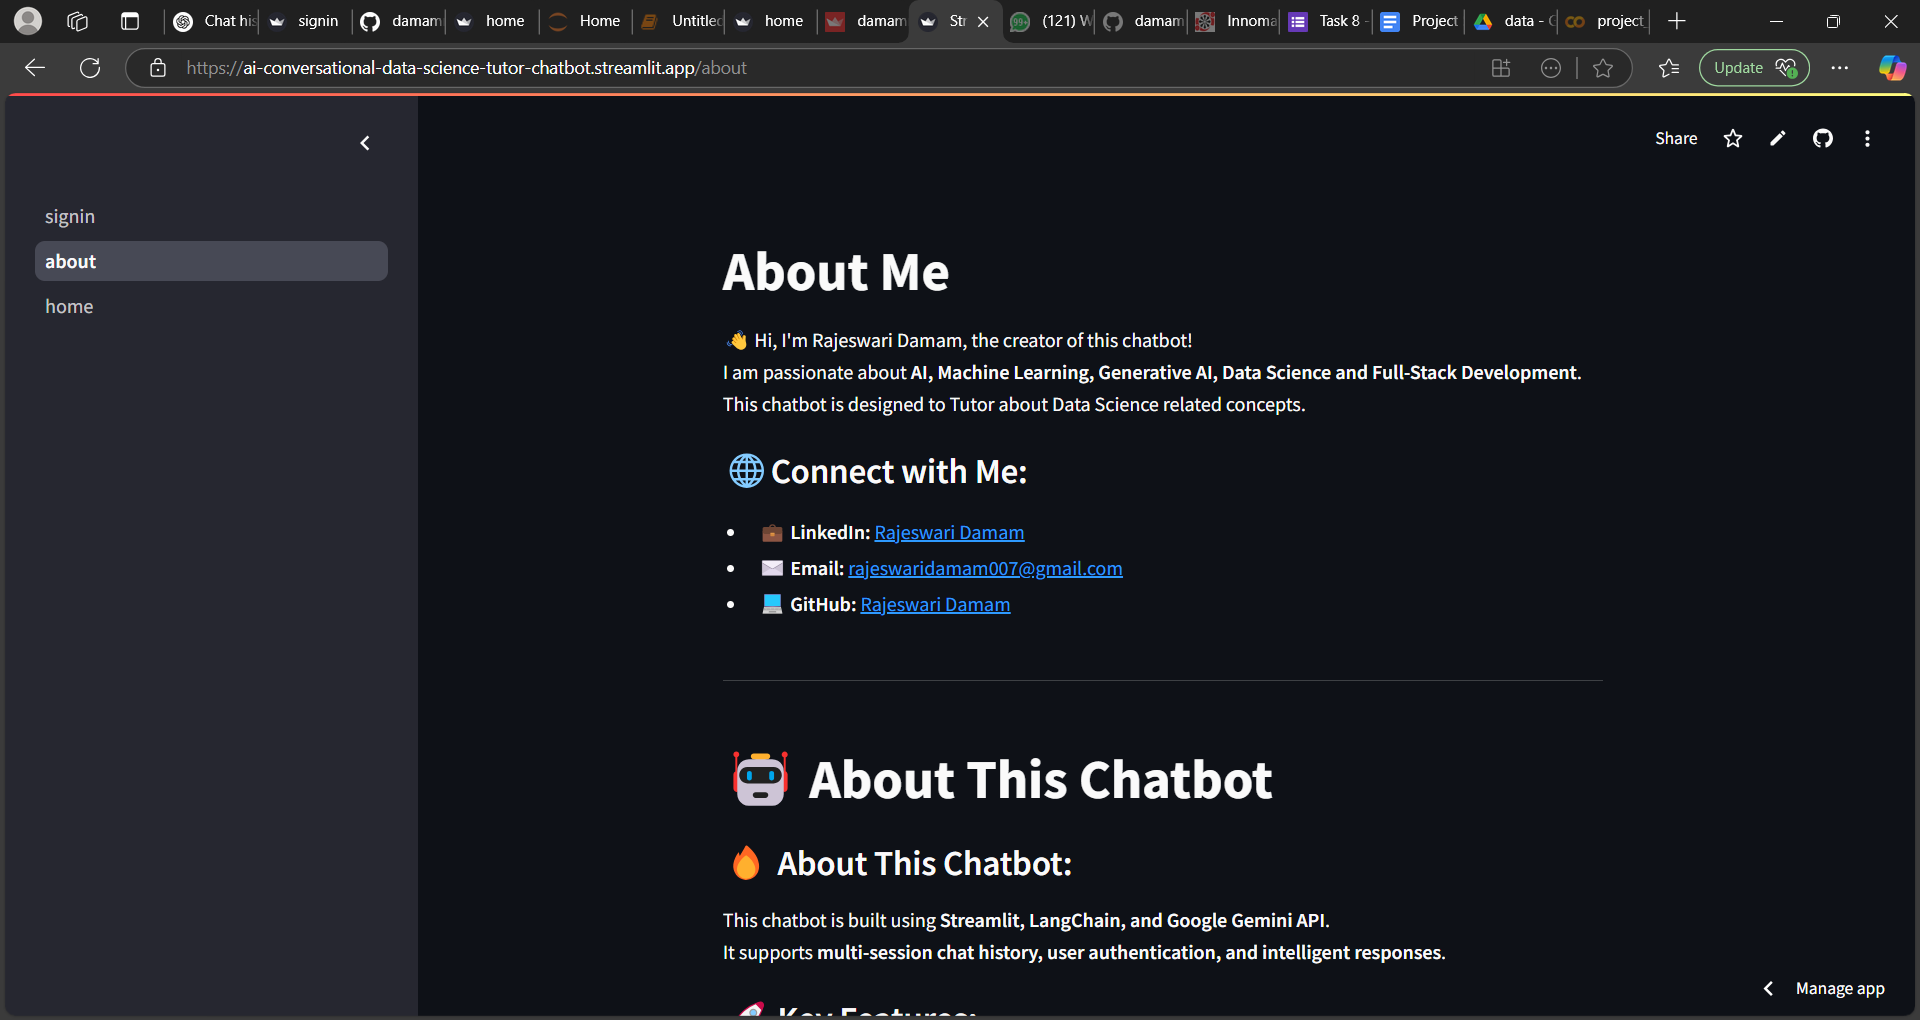 Chat his
signin
damam
home
Home
Untitled
home
damam
Str
99+
(121) W
damam
Innoma
Task 8 -
Project
data - G
project_
https://ai-conversational-data-science-tutor-chatbot.streamlit.app/about
Update
Share
signin
about
home
About Me
👋 Hi, I'm Rajeswari Damam, the creator of this chatbot!
I am passionate about AI, Machine Learning, Generative AI, Data Science and Full-Stack Development.
This chatbot is designed to Tutor about Data Science related concepts.
🌐 Connect with Me:
• 💼 LinkedIn: Rajeswari Damam
• ✉️ Email: rajeswaridamam007@gmail.com
• 💻 GitHub: Rajeswari Damam
🤖 About This Chatbot
🔥 About This Chatbot:
This chatbot is built using Streamlit, LangChain, and Google Gemini API.
It supports multi-session chat history, user authentication, and intelligent responses.
🚀 Key Features:
Manage app